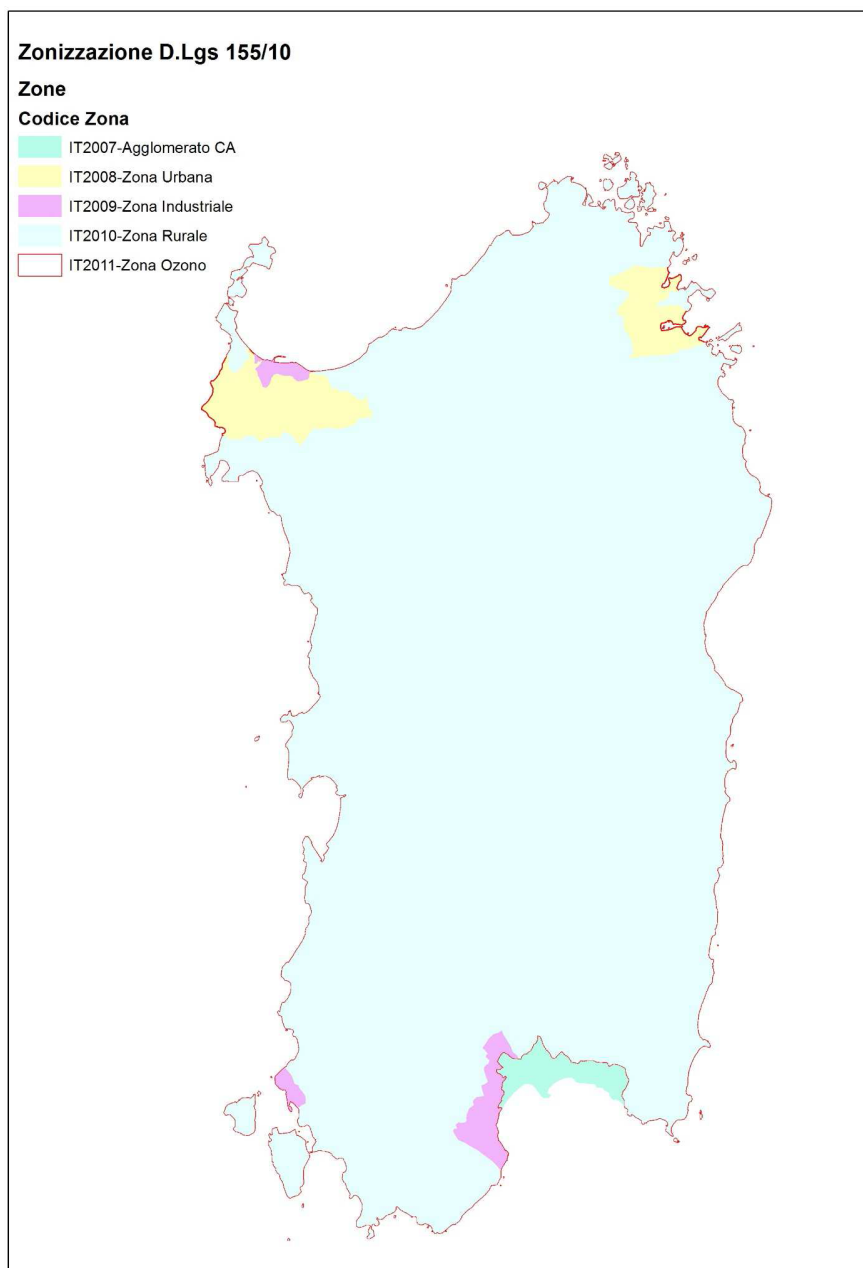 Zonizzazione D.Lgs 155/10
Zone
Codice Zona
IT2007-Agglomerato CA
IT2008-Zona Urbana
IT2009-Zona Industriale
IT2010-Zona Rurale
IT2011-Zona Ozono